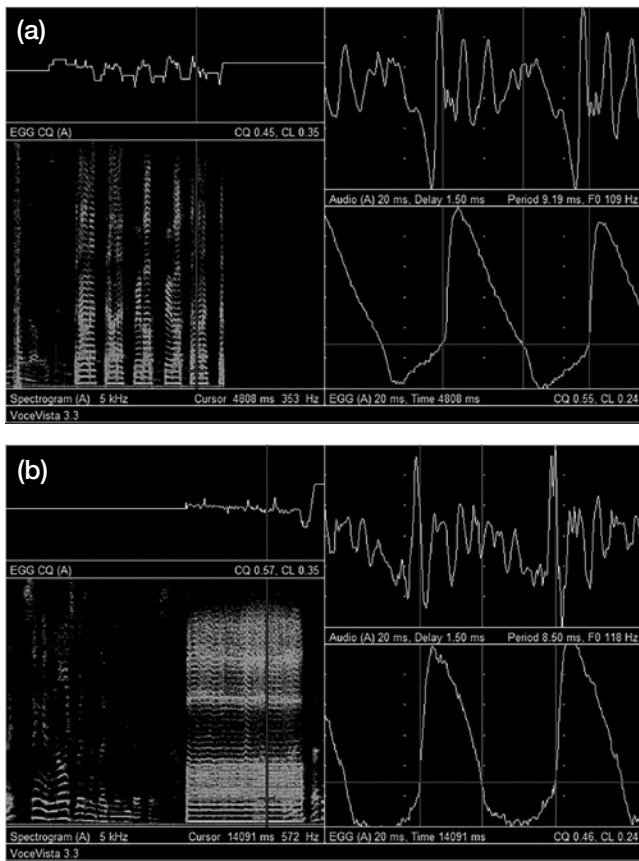 (a)
EGG CQ (A) CQ 0.45, CL 0.35
Audio (A) 20 ms, Delay 1.50 ms Period 9.19 ms, F0 109 Hz
Spectrogram (A) 5 kHz Cursor 4808 ms 353 Hz
EGG (A) 20 ms, Time 4808 ms CQ 0.55, CL 0.24
VoceVista 3.3
(b)
EGG CQ (A) CQ 0.57, CL 0.35
Audio (A) 20 ms, Delay 1.50 ms Period 8.50 ms, F0 118 Hz
Spectrogram (A) 5 kHz Cursor 14091 ms 572 Hz
EGG (A) 20 ms, Time 14091 ms CQ 0.46, CL 0.24
VoceVista 3.3